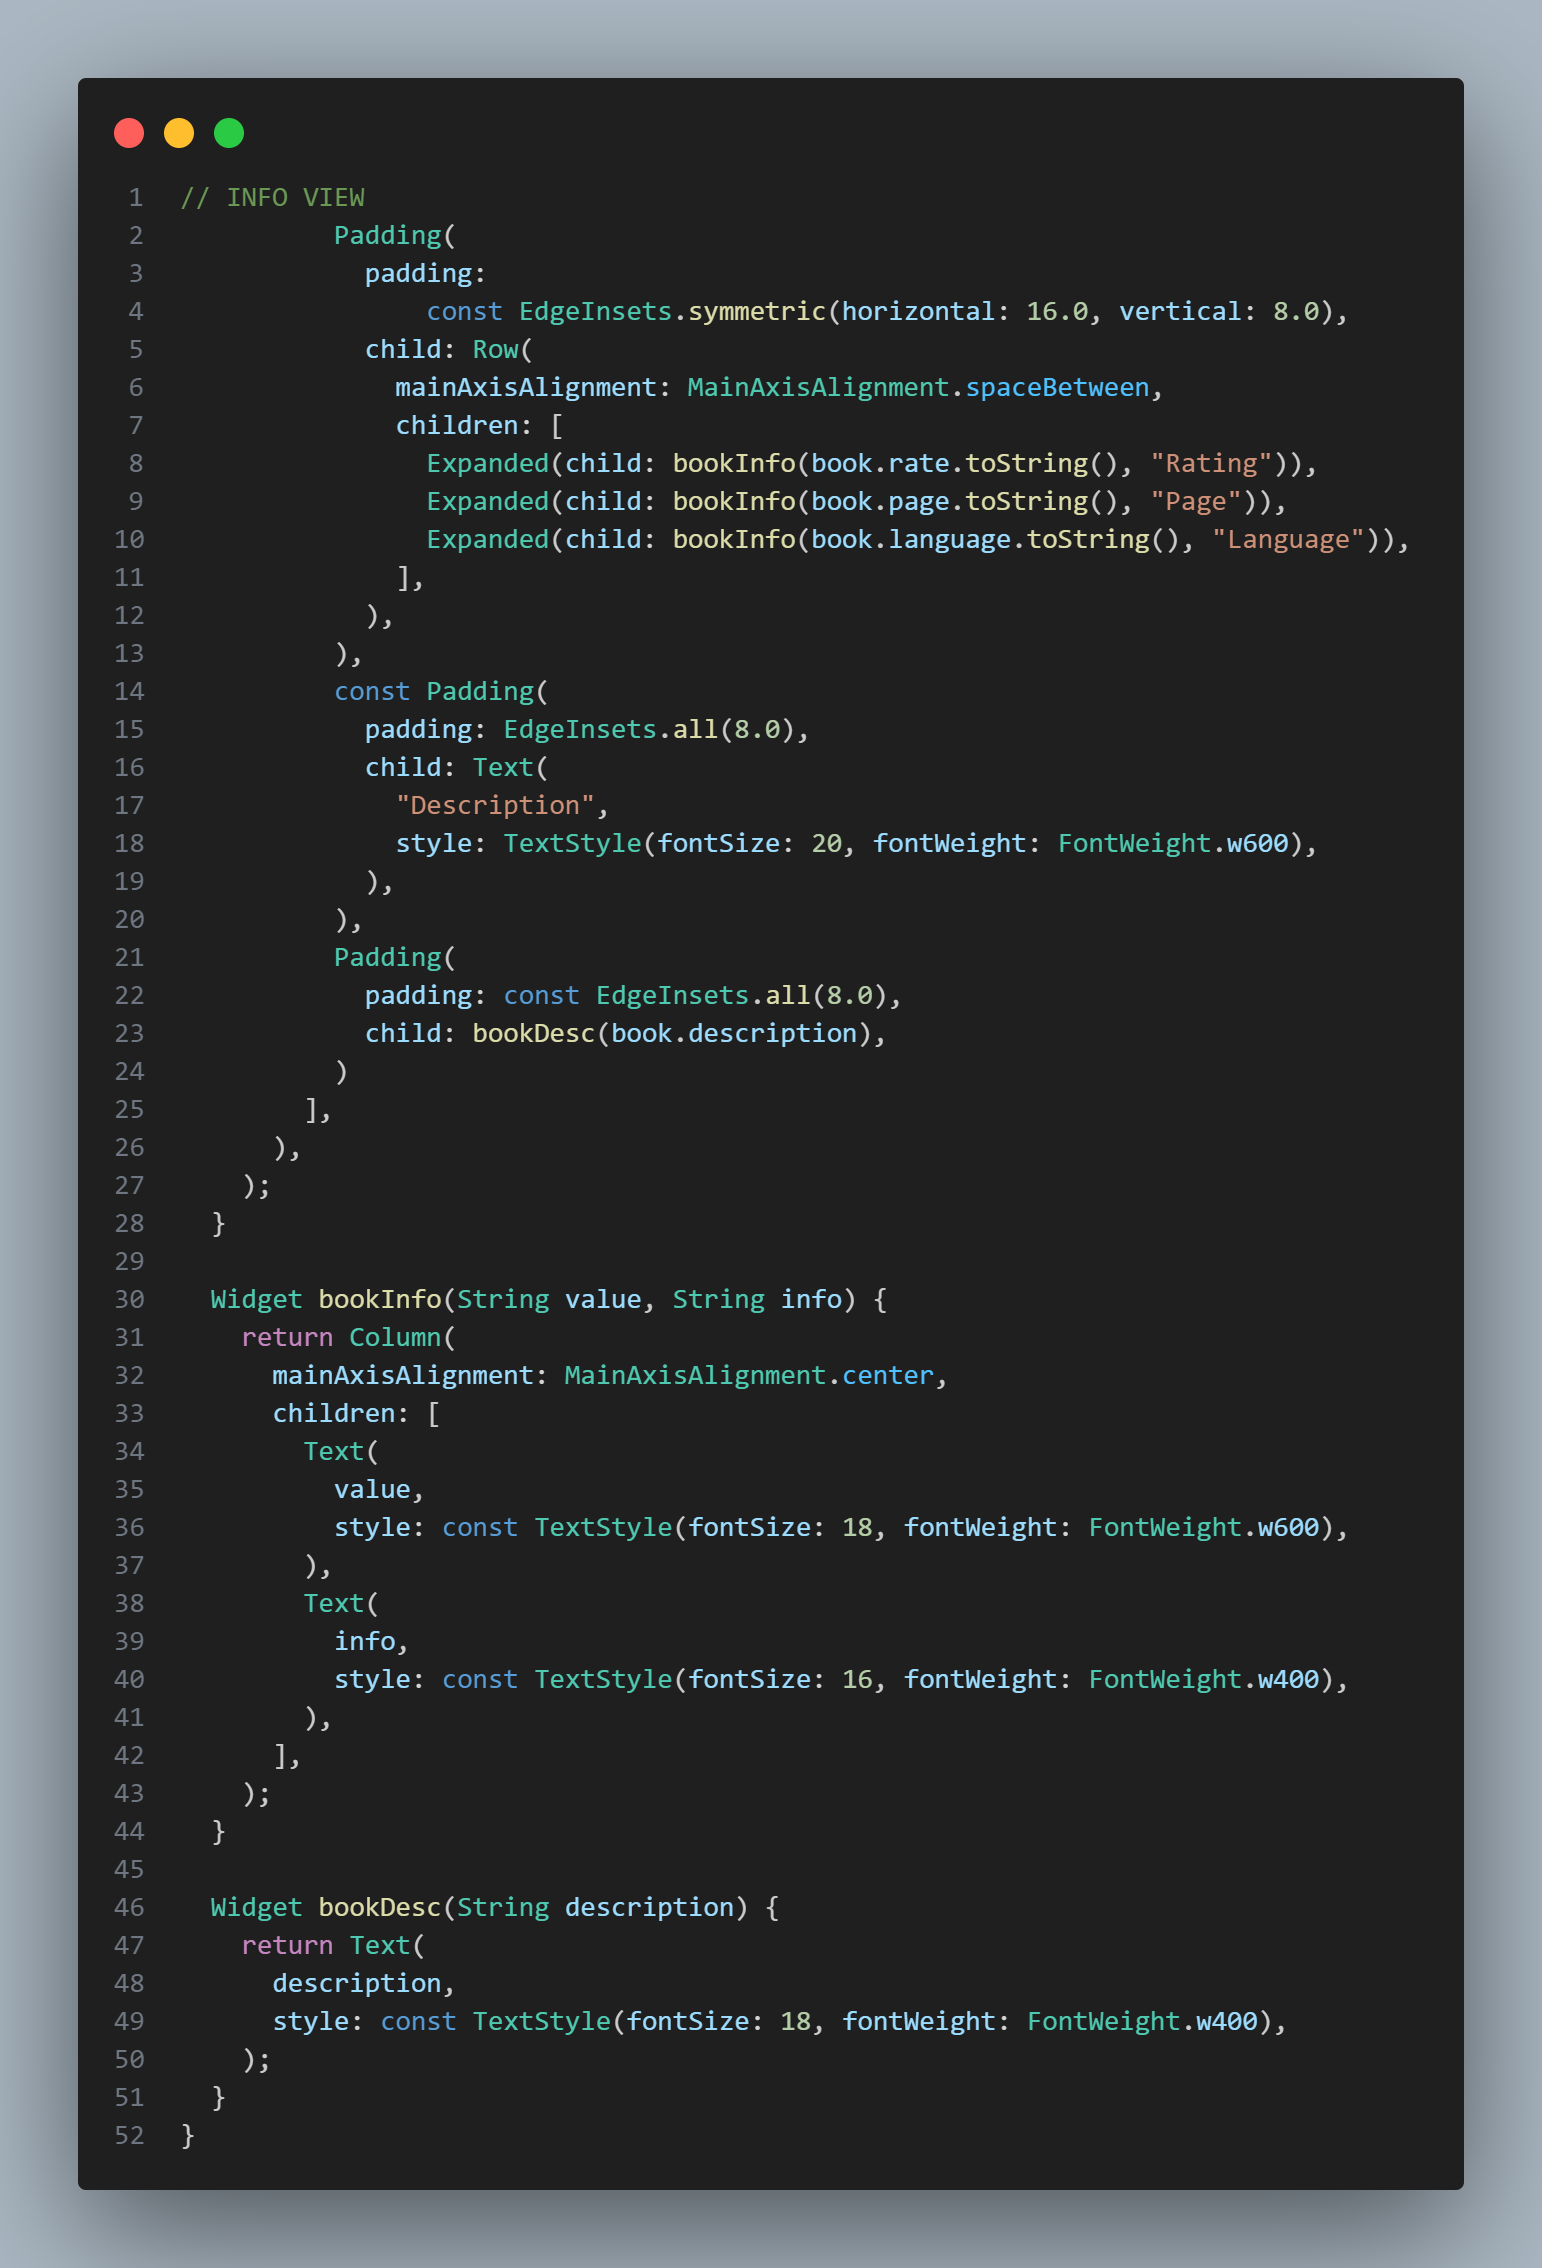 1 // INFO VIEW
2           Padding(
3             padding:
4                 const EdgeInsets.symmetric(horizontal: 16.0, vertical: 8.0),
5             child: Row(
6               mainAxisAlignment: MainAxisAlignment.spaceBetween,
7               children: [
8                 Expanded(child: bookInfo(book.rate.toString(), "Rating")),
9                 Expanded(child: bookInfo(book.page.toString(), "Page")),
10                 Expanded(child: bookInfo(book.language.toString(), "Language")),
11               ],
12             ),
13           ),
14           const Padding(
15             padding: EdgeInsets.all(8.0),
16             child: Text(
17               "Description",
18               style: TextStyle(fontSize: 20, fontWeight: FontWeight.w600),
19             ),
20           ),
21           Padding(
22             padding: const EdgeInsets.all(8.0),
23             child: bookDesc(book.description),
24           )
25         ],
26       ),
27     );
28   }
29
30   Widget bookInfo(String value, String info) {
31     return Column(
32       mainAxisAlignment: MainAxisAlignment.center,
33       children: [
34         Text(
35           value,
36           style: const TextStyle(fontSize: 18, fontWeight: FontWeight.w600),
37         ),
38         Text(
39           info,
40           style: const TextStyle(fontSize: 16, fontWeight: FontWeight.w400),
41         ),
42       ],
43     );
44   }
45
46   Widget bookDesc(String description) {
47     return Text(
48       description,
49       style: const TextStyle(fontSize: 18, fontWeight: FontWeight.w400),
50     );
51   }
52 }